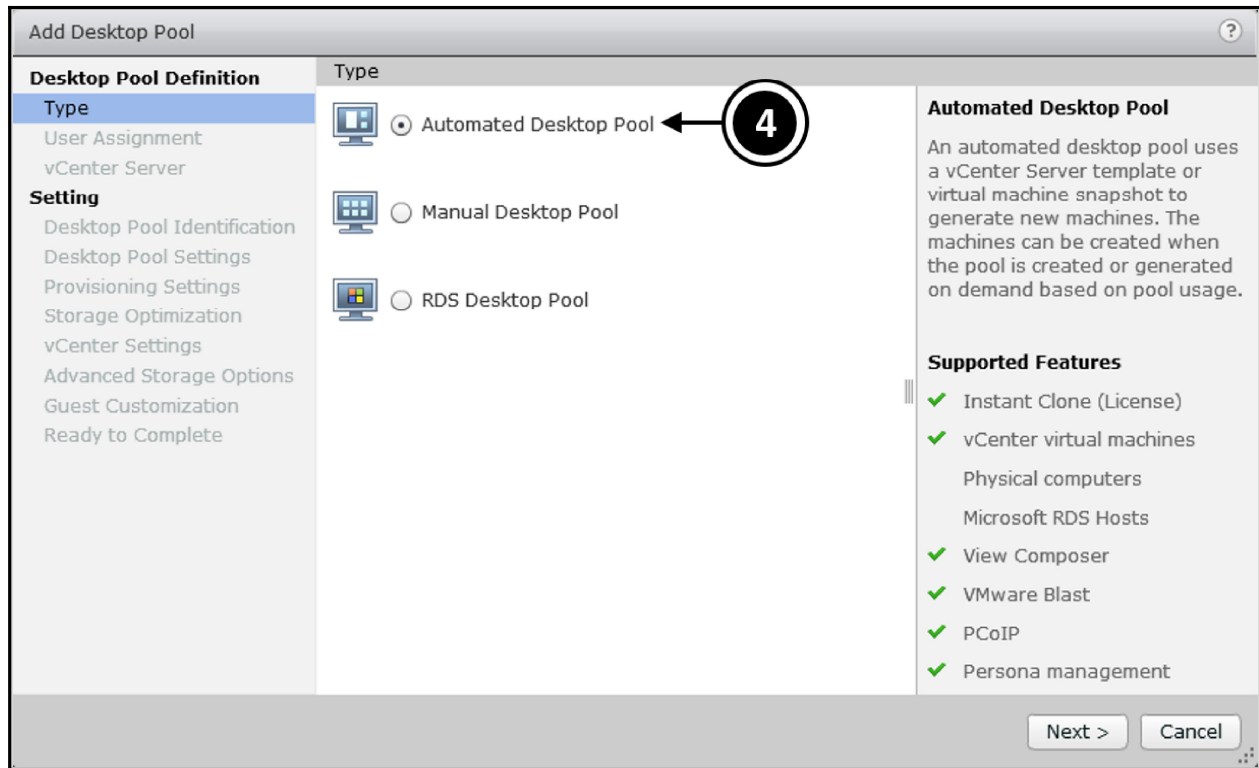 Add Desktop Pool
?
Desktop Pool Definition
Type
User Assignment
vCenter Server
Setting
Desktop Pool Identification
Desktop Pool Settings
Provisioning Settings
Storage Optimization
vCenter Settings
Advanced Storage Options
Guest Customization
Ready to Complete
Type
Automated Desktop Pool
4
Manual Desktop Pool
RDS Desktop Pool
Automated Desktop Pool
An automated desktop pool uses
a vCenter Server template or
virtual machine snapshot to
generate new machines. The
machines can be created when
the pool is created or generated
on demand based on pool usage.
Supported Features
Instant Clone (License)
vCenter virtual machines
Physical computers
Microsoft RDS Hosts
View Composer
VMware Blast
PCoIP
Persona management
Next >
Cancel